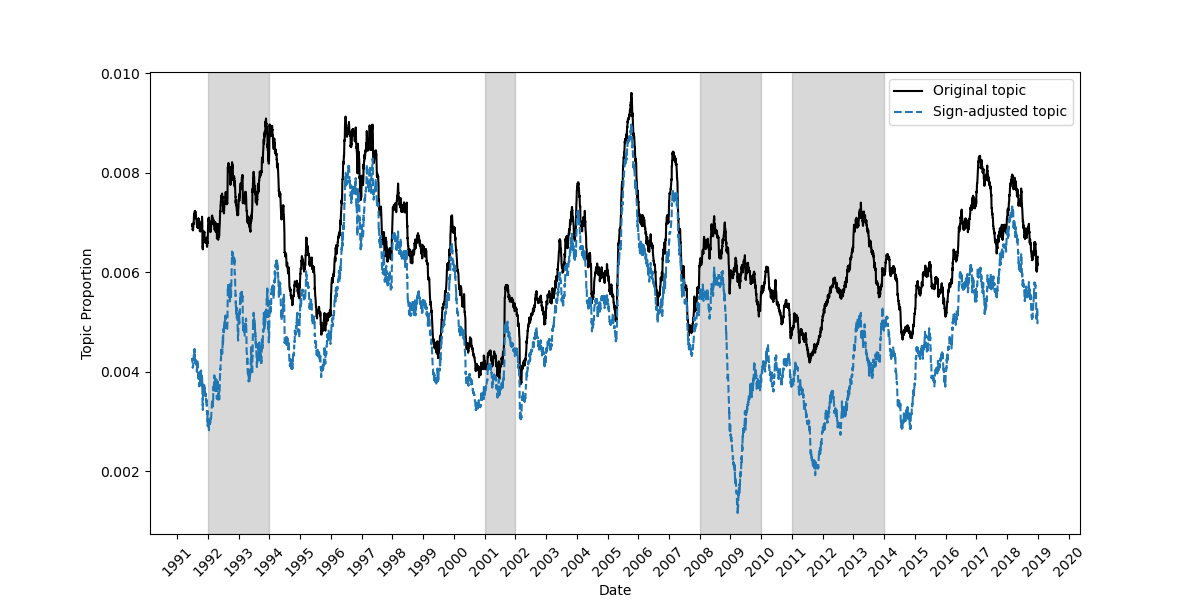 0.010
0.008
0.006
0.004
0.002
Topic Proportion
Original topic
Sign-adjusted topic
1991 1992 1993 1994 1995 1996 1997 1998 1999 2000 2001 2002 2003 2004 2005 2006 2007 2008 2009 2010 2011 2012 2013 2014 2015 2016 2017 2018 2019 2020
Date